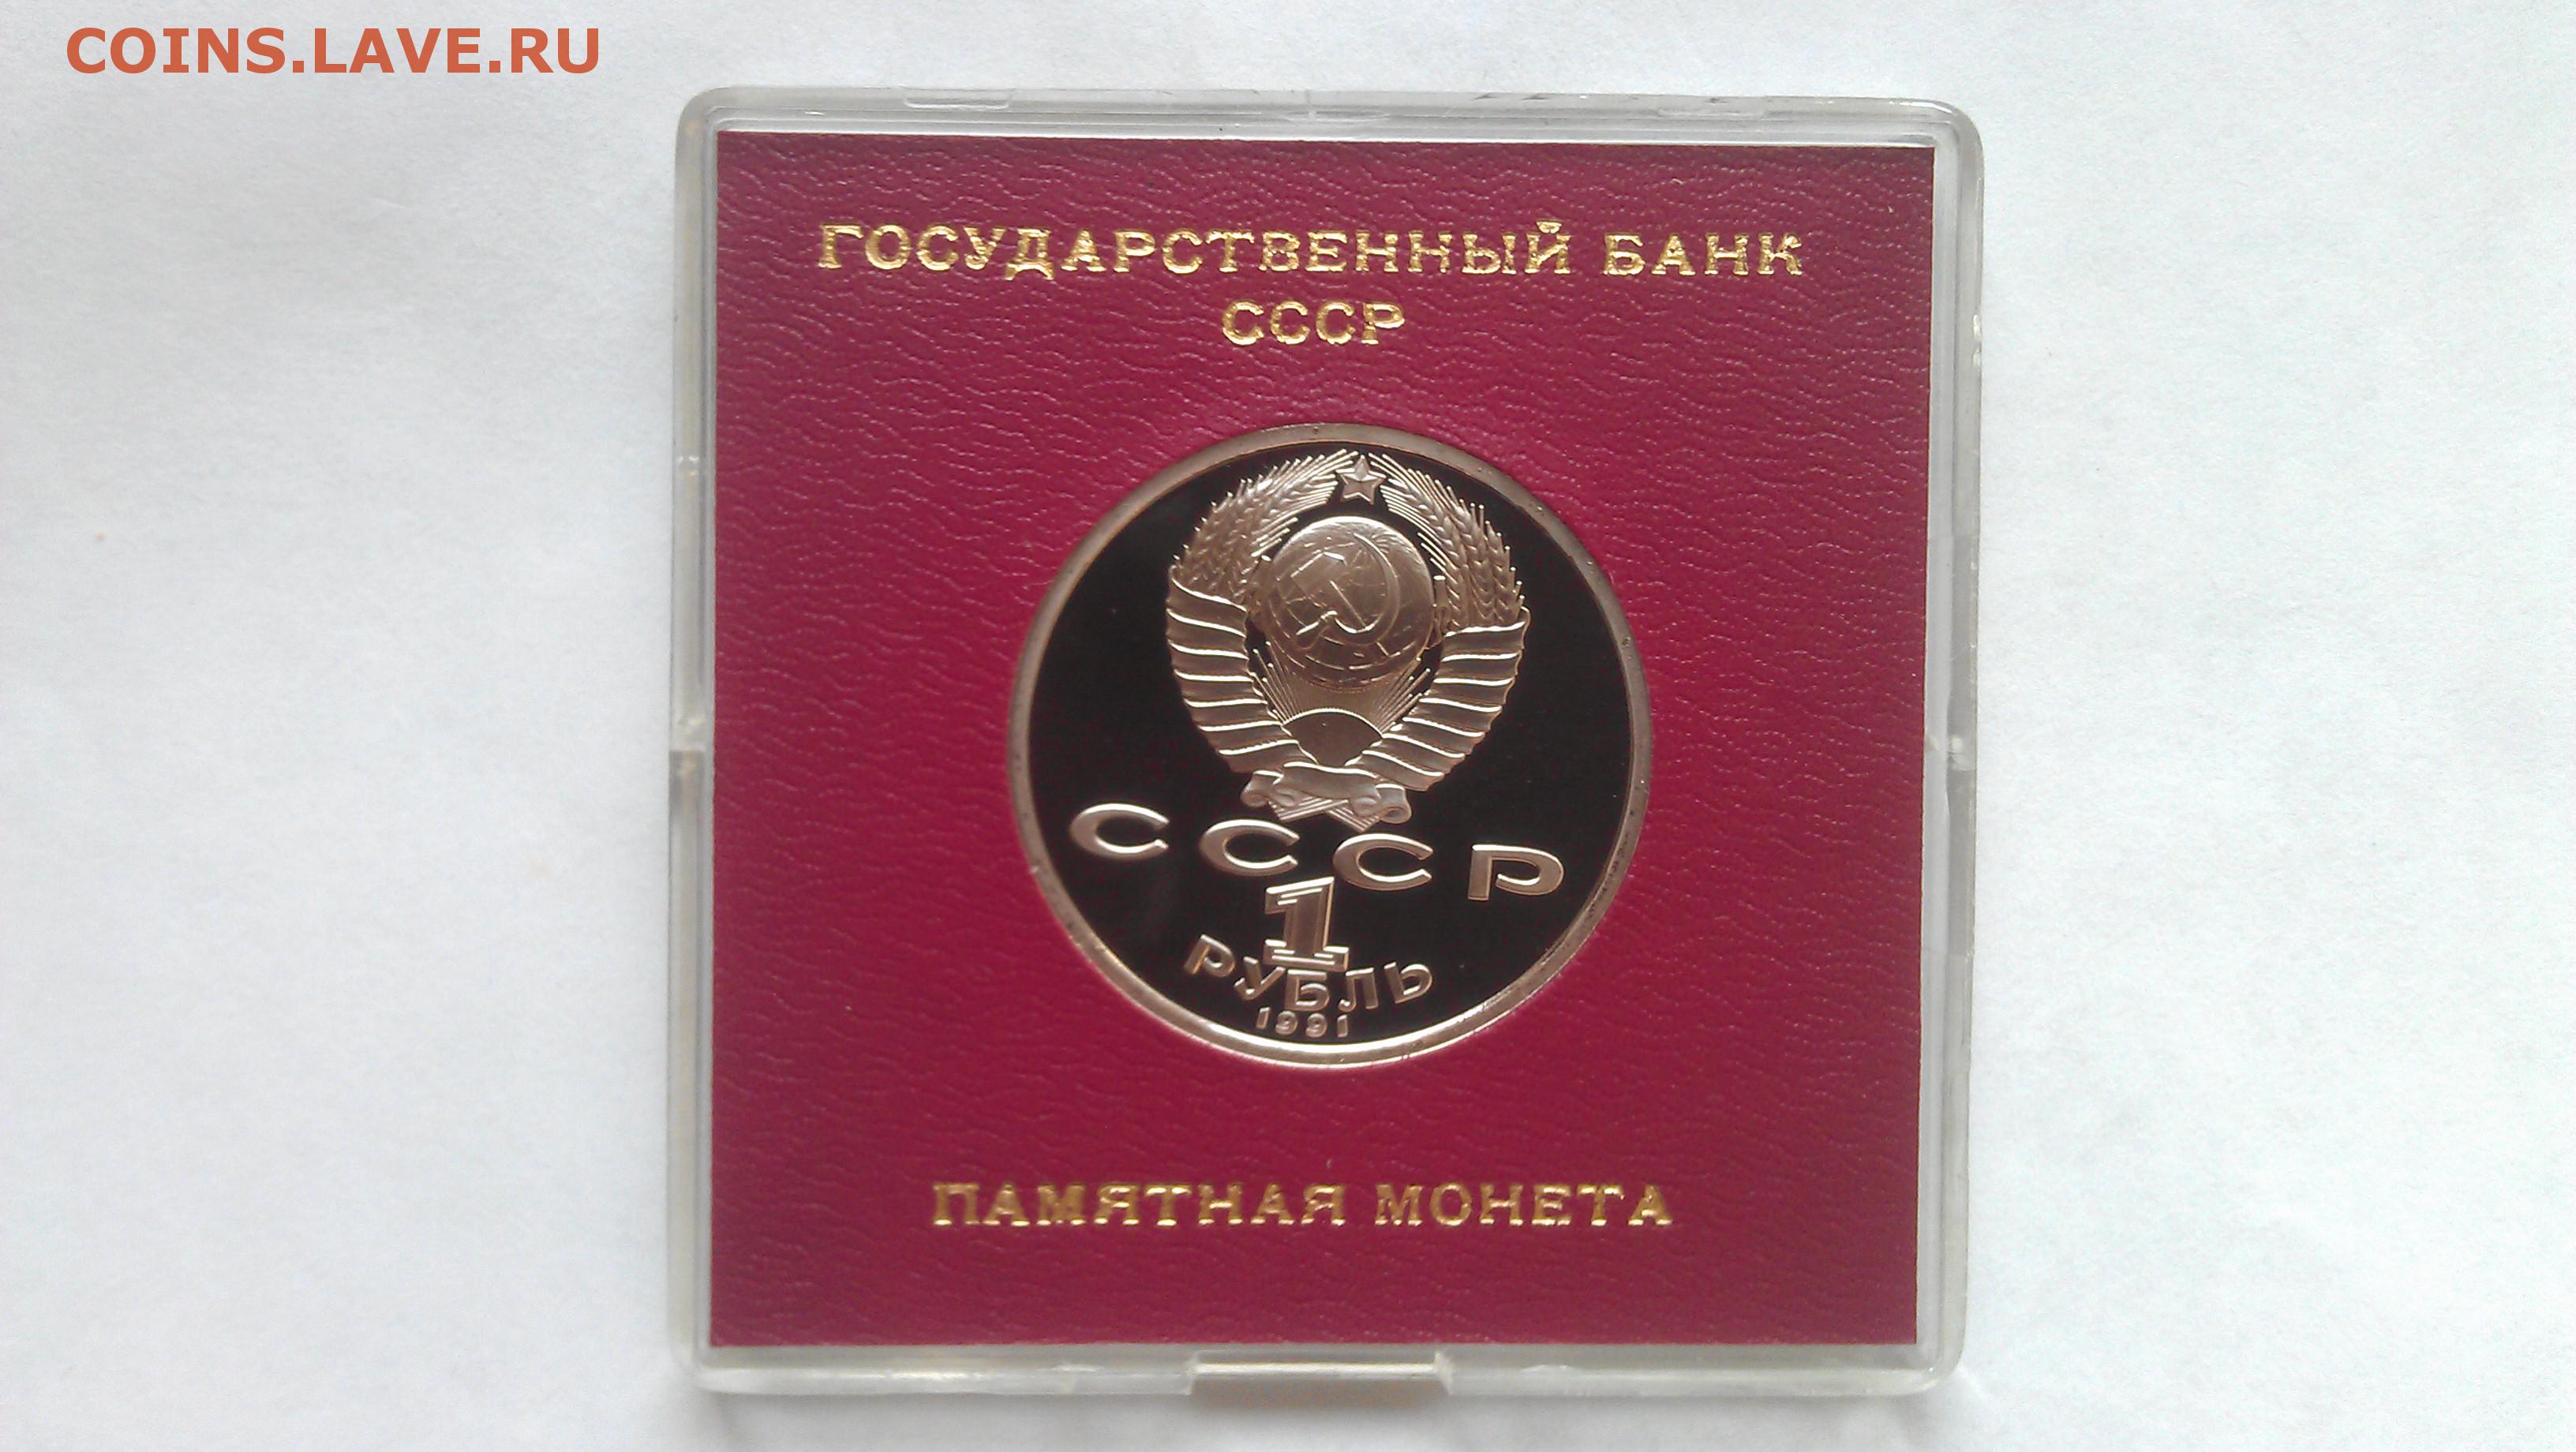 COINS.LAVE.RU
ГОСУДАРСТВЕННЫЙ БАНК
СССР
СССР
1
РУБЛЬ
1991
ПАМЯТНАЯ МОНЕТА